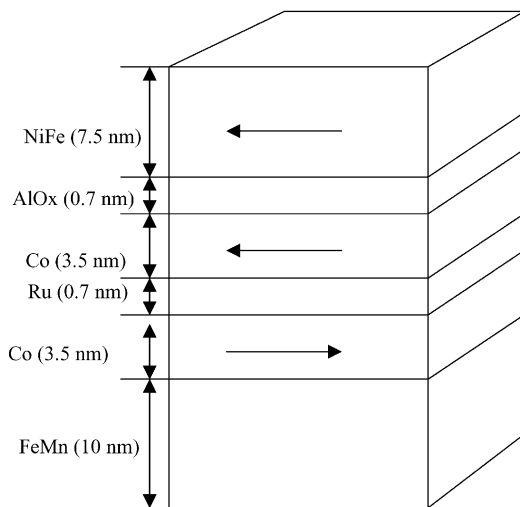 NiFe (7.5 nm)
AlOx (0.7 nm)
Co (3.5 nm)
Ru (0.7 nm)
Co (3.5 nm)
FeMn (10 nm)